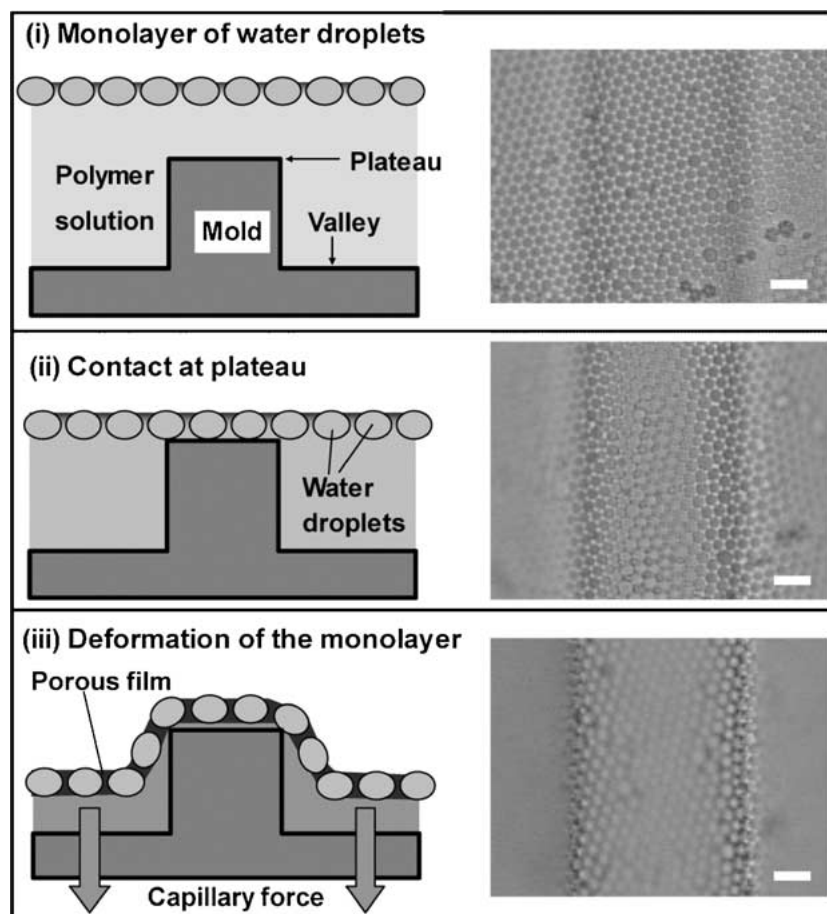 (i) Monolayer of water droplets
Plateau
Polymer
solution
Mold
Valley
(ii) Contact at plateau
Water
droplets
(iii) Deformation of the monolayer
Porous film
Capillary force